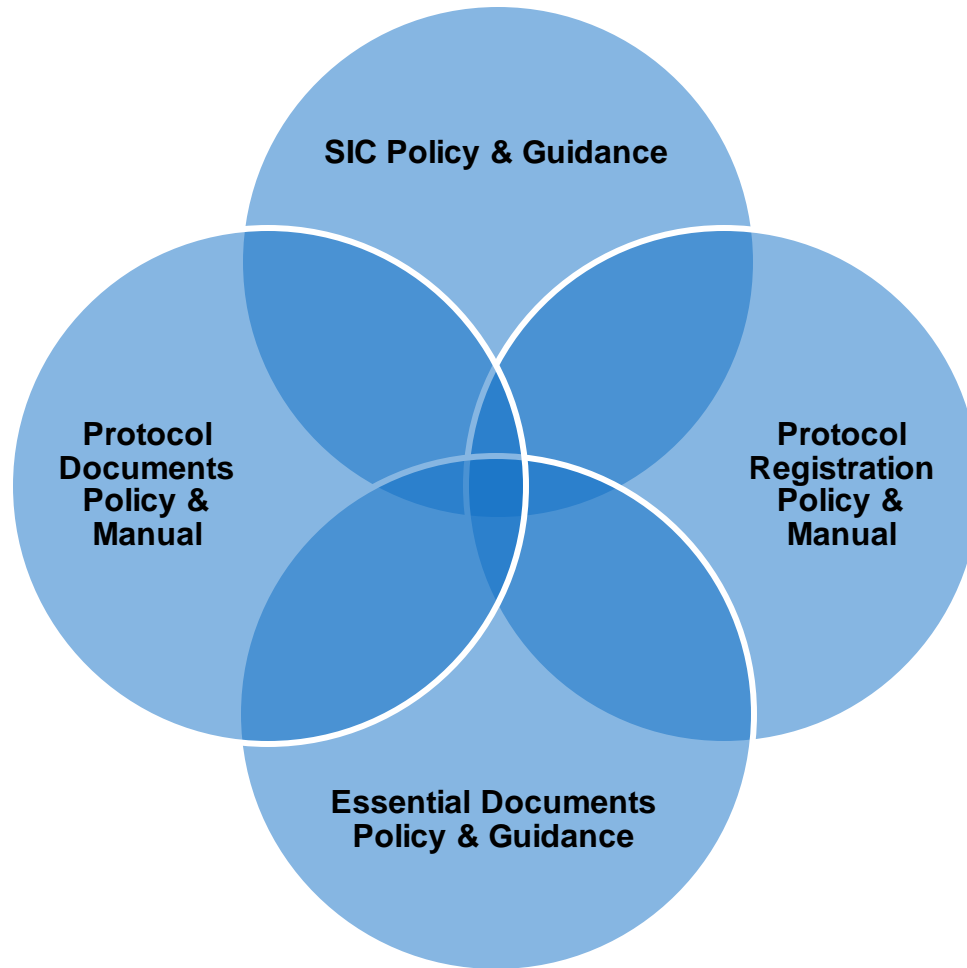 SIC Policy & Guidance
Protocol
Documents
Policy &
Manual
Protocol
Registration
Policy &
Manual
Essential Documents
Policy & Guidance